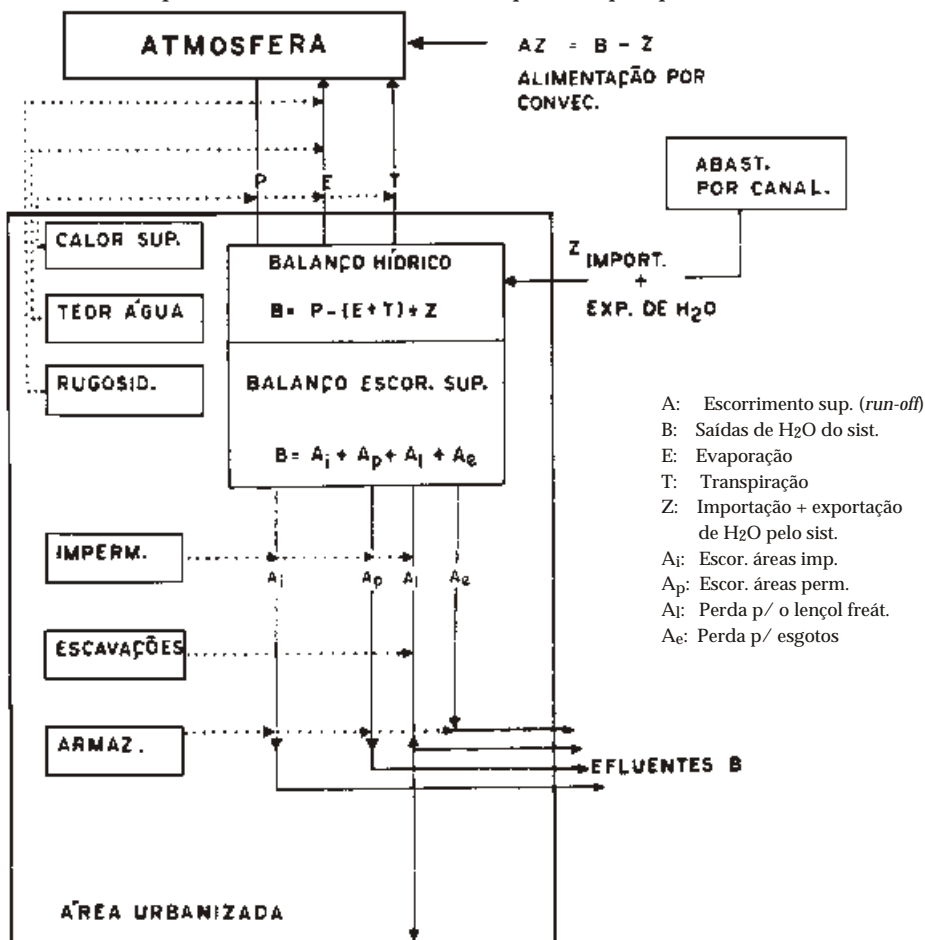 ATMOSFERA
AZ = B - Z
ALIMENTAÇÃO POR
CONVEC.
ABAST.
POR CANAL.
P E T
CALOR SUP.
TEOR ÁGUA
RUGOSID.
BALANÇO HÍDRICO
B = P - (E + T) + Z
Z IMPORT.
+
EXP. DE H2O
BALANÇO ESCOR. SUP.
B = Ai + Ap + Al + Ae
A: Escorrimento sup. (run-off)
B: Saídas de H2O do sist.
E: Evaporação
T: Transpiração
Z: Importação + exportação
de H2O pelo sist.
Ai: Escor. áreas imp.
Ap: Escor. áreas perm.
Al: Perda p/ o lençol freát.
Ae: Perda p/ esgotos
IMPERM.
Ai Ap Al Ae
ESCAVAÇÕES
ARMAZ.
EFLUENTES B
ÁREA URBANIZADA